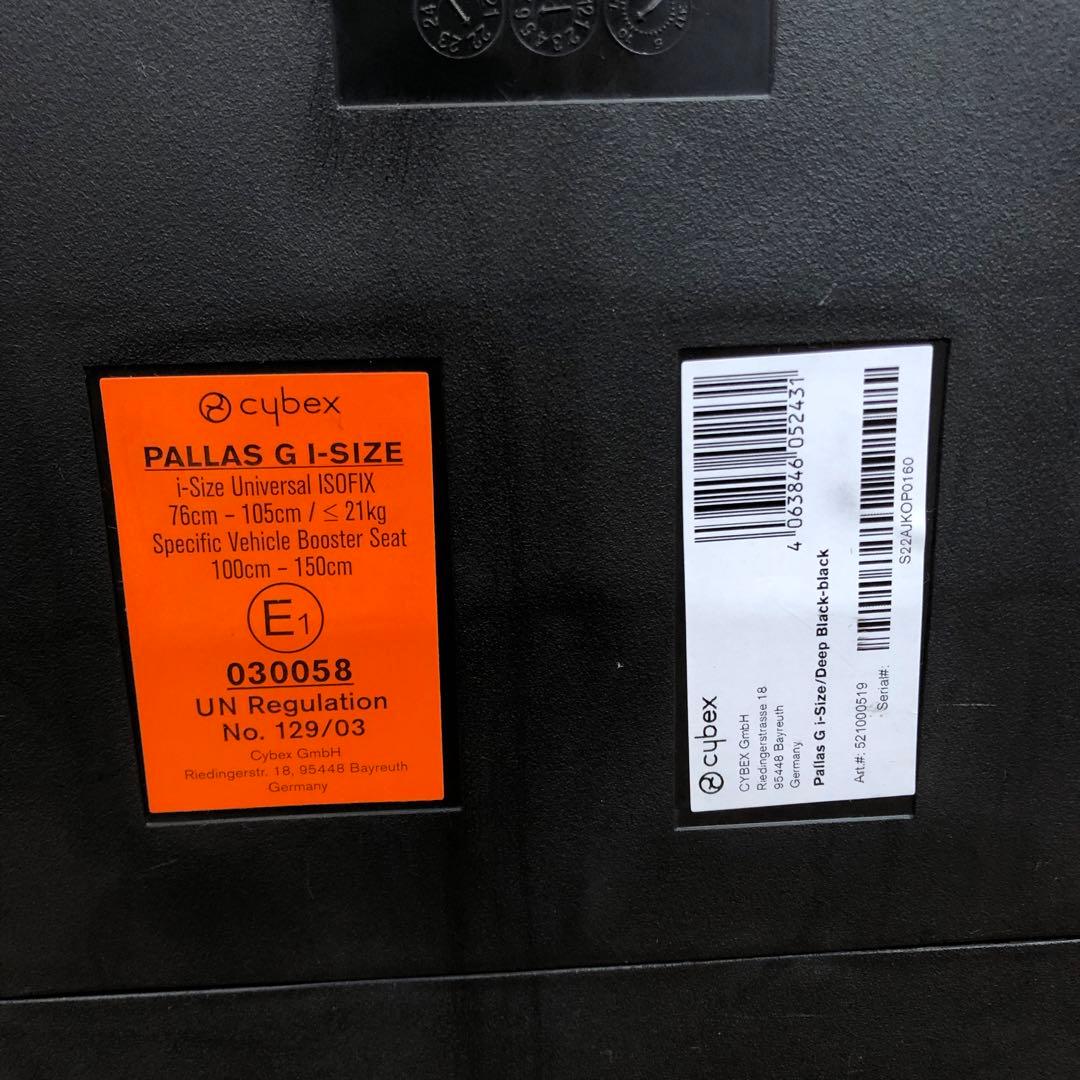 cybex
PALLAS G I-SIZE
i-Size Universal ISOFIX
76cm – 105cm / ≤ 21kg
Specific Vehicle Booster Seat
100cm – 150cm
E1
030058
UN Regulation
No. 129/03
Cybex GmbH
Riedingerstr. 18, 95448 Bayreuth
Germany
cybex
CYBEX GmbH
Riedingerstrasse 18
95448 Bayreuth
Germany
4 063846 052431
Pallas G i-Size/Deep Black-black
Art.#: 521000519
Serial#:
S22AJKOP0160